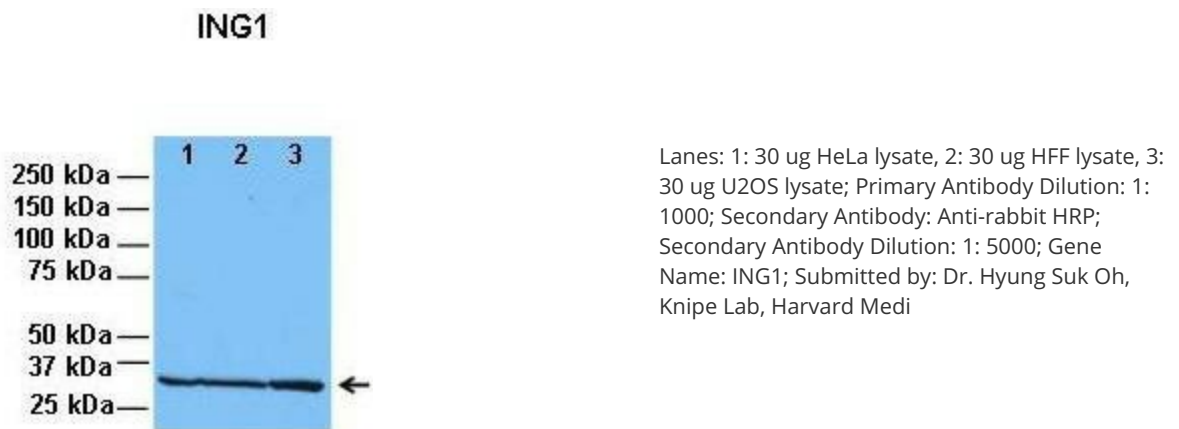 ING1
1 2 3
250 kDa
150 kDa
100 kDa
75 kDa
50 kDa
37 kDa
25 kDa
Lanes: 1: 30 ug HeLa lysate, 2: 30 ug HFF lysate, 3:
30 ug U2OS lysate; Primary Antibody Dilution: 1:
1000; Secondary Antibody: Anti-rabbit HRP;
Secondary Antibody Dilution: 1: 5000; Gene
Name: ING1; Submitted by: Dr. Hyung Suk Oh,
Knipe Lab, Harvard Medi